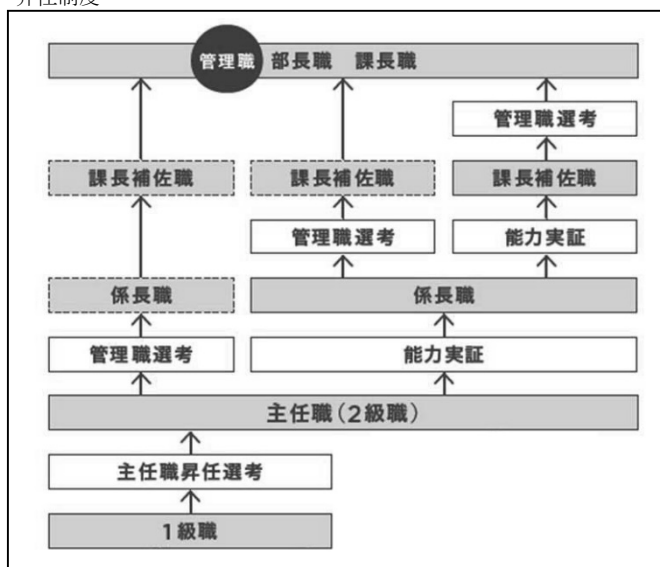 昇任制度
管理職 部長職 課長職
管理職選考
課長補佐職 課長補佐職 課長補佐職
管理職選考 能力実証
係長職 係長職
管理職選考 能力実証
主任職(2級職)
主任職昇任選考
1級職